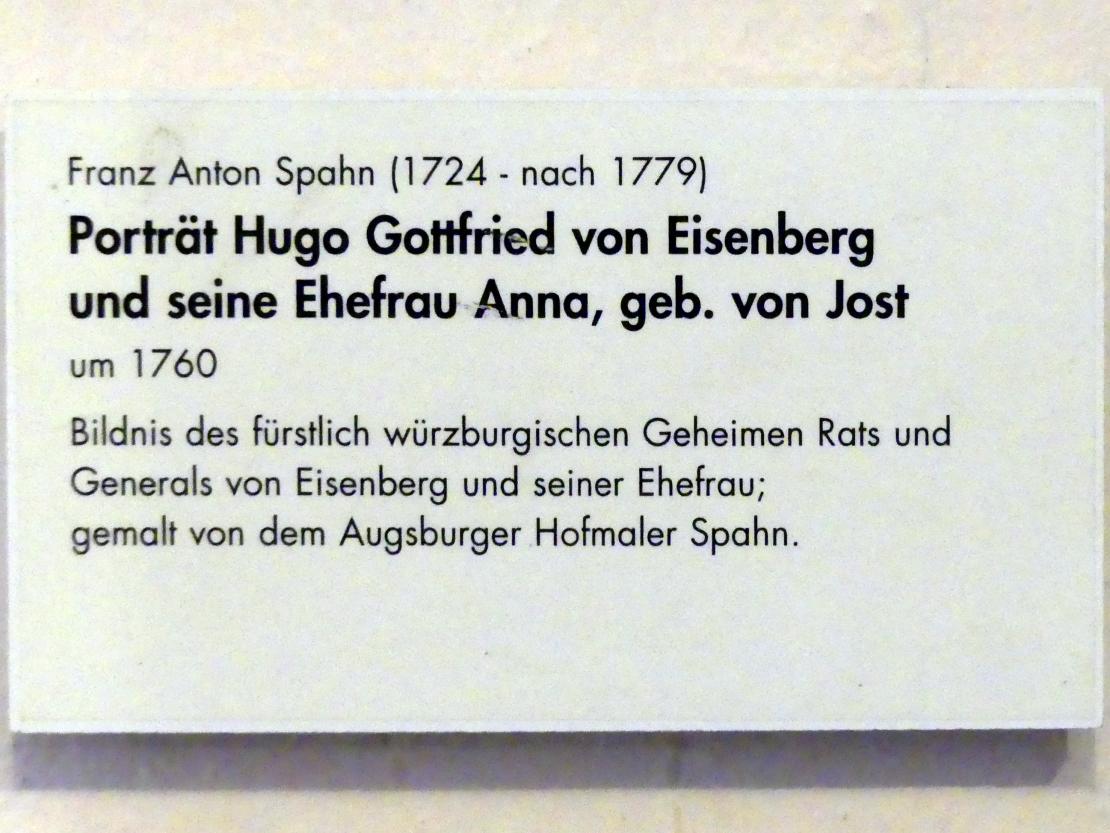 Franz Anton Spahn (1724 - nach 1779)
Porträt Hugo Gottfried von Eisenberg
und seine Ehefrau Anna, geb. von Jost
um 1760
Bildnis des fürstlich würzburgischen Geheimen Rats und
Generals von Eisenberg und seiner Ehefrau;
gemalt von dem Augsburger Hofmaler Spahn.